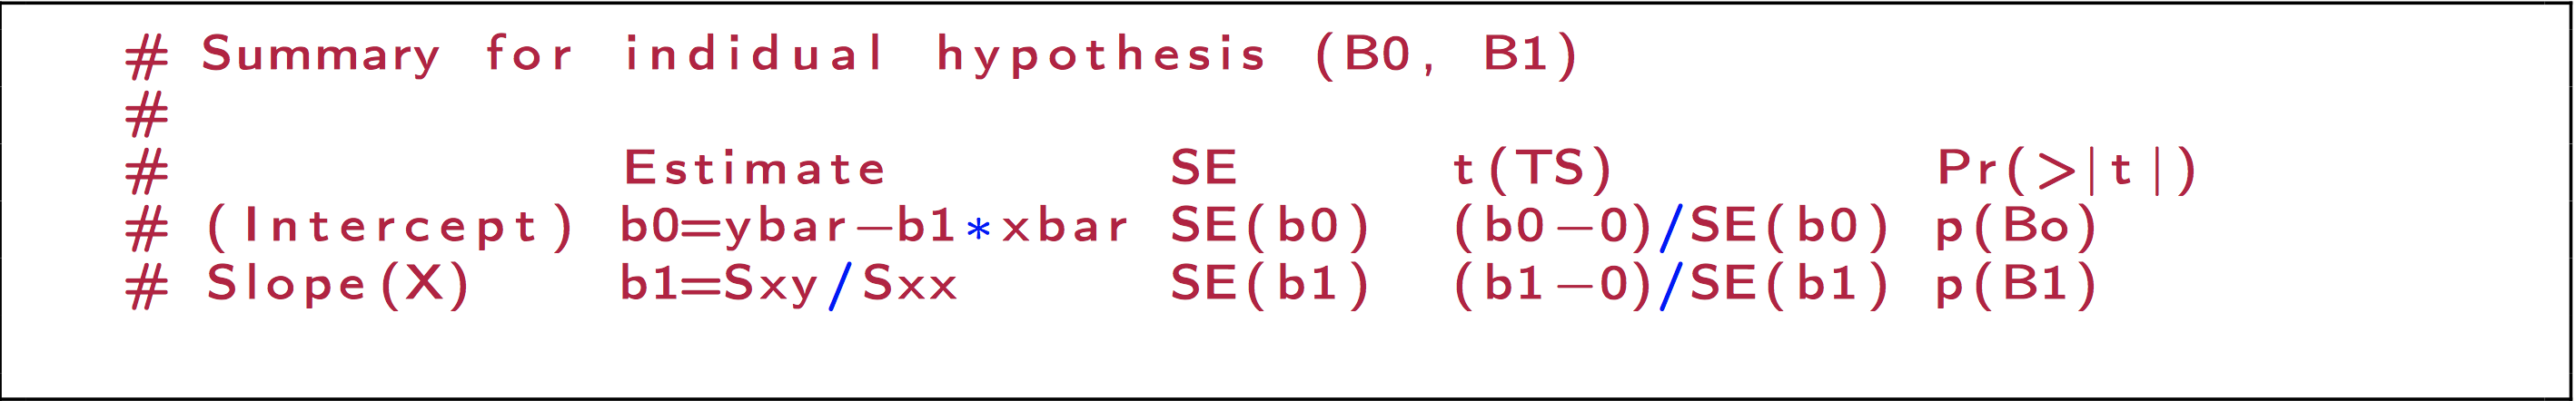 # Summary for indidual hypothesis (B0, B1)
#
# Estimate SE t(TS) Pr(>|t|)
# (Intercept) b0=ybar-b1*xbar SE(b0) (b0-0)/SE(b0) p(Bo)
# Slope(X) b1=Sxy/Sxx SE(b1) (b1-0)/SE(b1) p(B1)